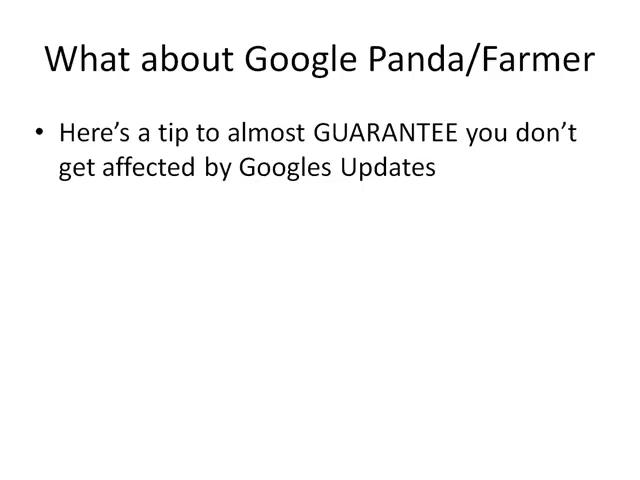 What about Google Panda/Farmer
• Here’s a tip to almost GUARANTEE you don’t
get affected by Googles Updates